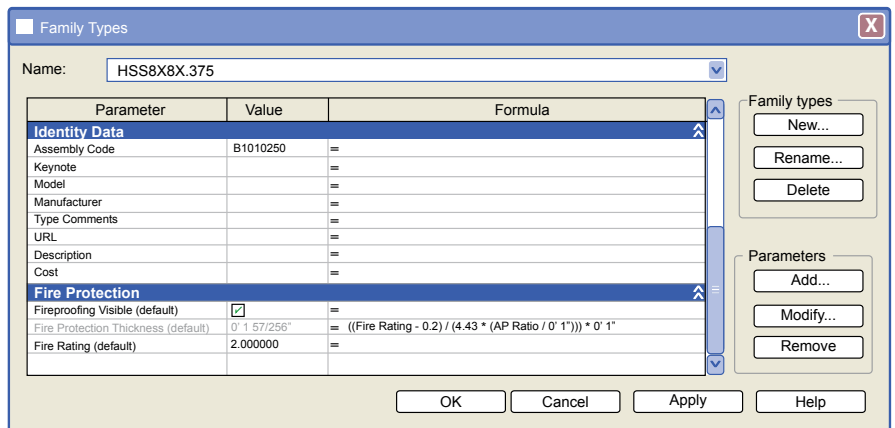 Family Types
X
Name: HSS8X8X.375
Parameter Value Formula
Identity Data
Assembly Code B1010250 =
Keynote =
Model =
Manufacturer =
Type Comments =
URL =
Description =
Cost =
Fire Protection
Fireproofing Visible (default) =
Fire Protection Thickness (default) 0' 1 57/256" = ((Fire Rating - 0.2) / (4.43 * (AP Ratio / 0' 1"))) * 0' 1"
Fire Rating (default) 2.000000 =
Family types
New...
Rename...
Delete
Parameters
Add...
Modify...
Remove
OK Cancel Apply Help